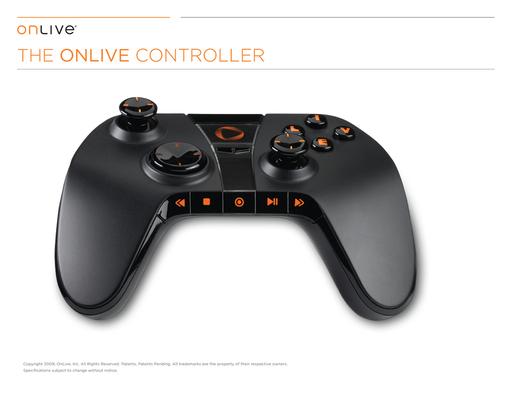 onLIVE
THE ONLIVE CONTROLLER
L I V E
Copyright 2009, OnLive, Inc. All Rights Reserved. Patents, Patents Pending. All trademarks are the property of their respective owners.
Specifications subject to change without notice.